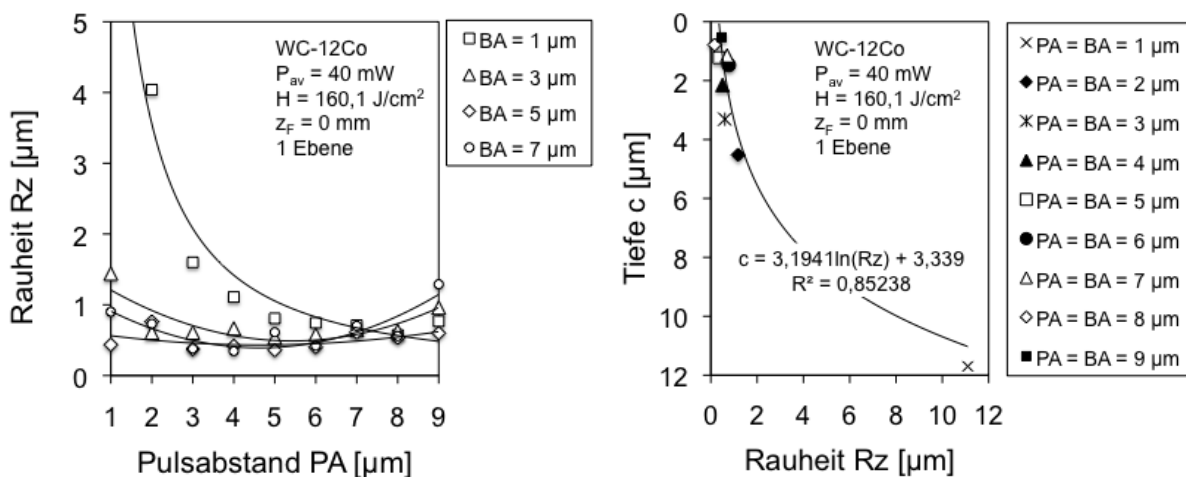 5
4
3
2
1
0
Rauheit Rz [µm]
1 2 3 4 5 6 7 8 9
Pulsabstand PA [µm]
WC-12Co
Pav = 40 mW
H = 160,1 J/cm²
zF = 0 mm
1 Ebene
BA = 1 µm
BA = 3 µm
BA = 5 µm
BA = 7 µm
0
2
4
6
8
10
12
Tiefe c [µm]
0 2 4 6 8 10 12
Rauheit Rz [µm]
WC-12Co
Pav = 40 mW
H = 160,1 J/cm²
zF = 0 mm
1 Ebene
c = 3,1941ln(Rz) + 3,339
R² = 0,85238
PA = BA = 1 µm
PA = BA = 2 µm
PA = BA = 3 µm
PA = BA = 4 µm
PA = BA = 5 µm
PA = BA = 6 µm
PA = BA = 7 µm
PA = BA = 8 µm
PA = BA = 9 µm